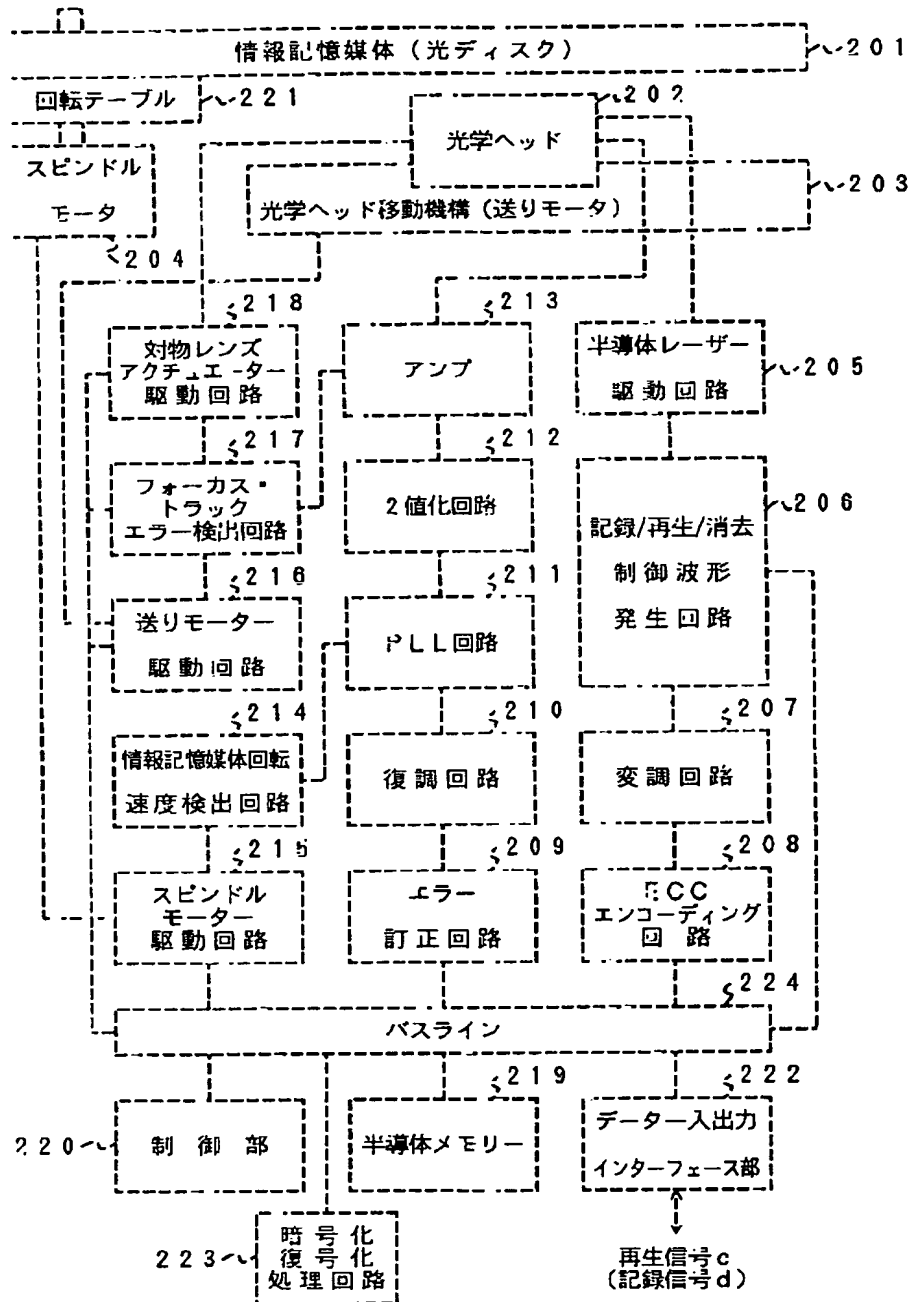 情報記憶媒体（光ディスク）
201
回転テーブル
221
202
光学ヘッド
スピンドル
モータ
203
光学ヘッド移動機構（送りモータ）
204
218
対物レンズ
アクチュエーター
駆動回路
213
アンプ
半導体レーザー
駆動回路
205
217
フォーカス・
トラック
エラー検出回路
212
2値化回路
記録/再生/消去
制御波形
発生回路
206
216
送りモーター
駆動回路
211
PLL回路
214
情報記憶媒体回転
速度検出回路
210
復調回路
207
変調回路
215
スピンドル
モーター
駆動回路
209
エラー
訂正回路
208
ECC
エンコーディング
回路
224
バスライン
220
制御部
219
半導体メモリー
222
データー入出力
インターフェース部
223
暗号化
復号化
処理回路
再生信号c
（記録信号d）